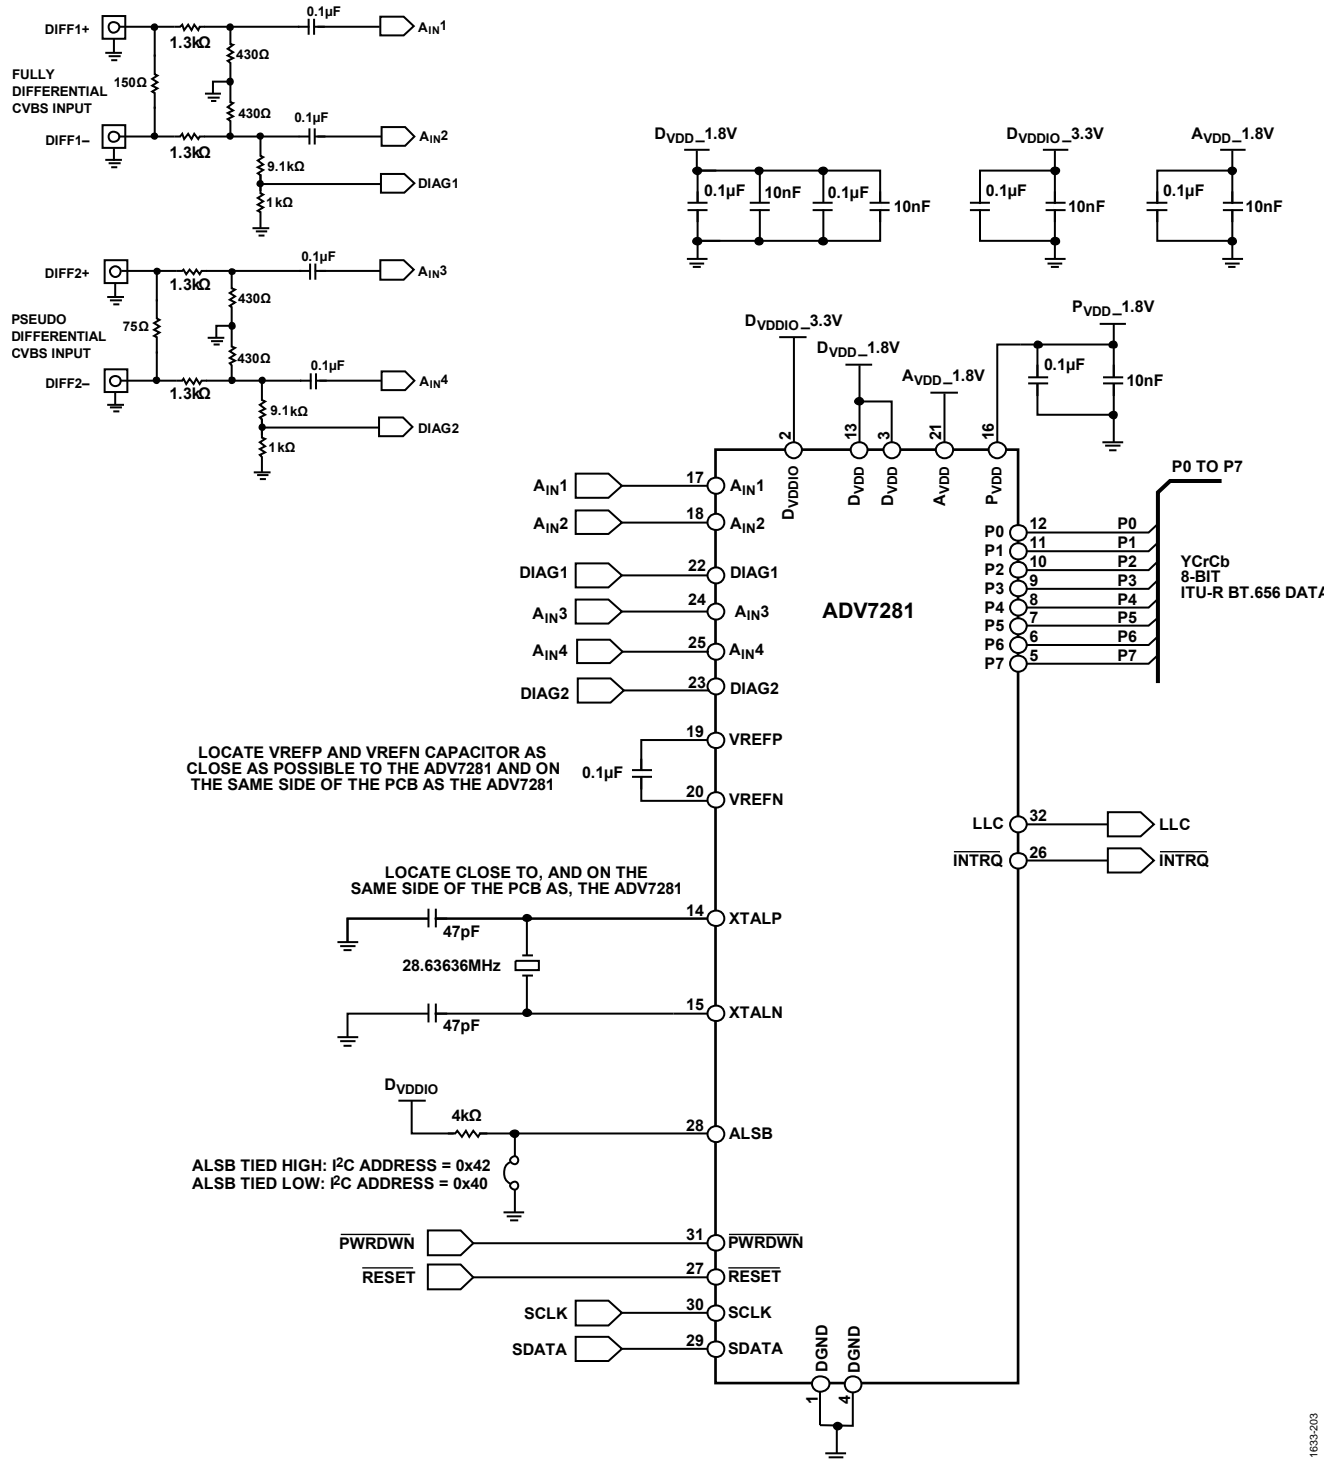 DIFF1+
1.3kΩ
0.1µF
AIN1
430Ω
FULLY
DIFFERENTIAL
CVBS INPUT
150Ω
430Ω
0.1µF
DIFF1–
1.3kΩ
AIN2
9.1kΩ
DIAG1
1kΩ
DIFF2+
1.3kΩ
0.1µF
AIN3
430Ω
PSEUDO
DIFFERENTIAL
CVBS INPUT
75Ω
430Ω
0.1µF
DIFF2–
1.3kΩ
AIN4
9.1kΩ
DIAG2
1kΩ
DVDD_1.8V
0.1µF
10nF
0.1µF
10nF
DVDDIO_3.3V
0.1µF
10nF
AVDD_1.8V
0.1µF
10nF
DVDDIO_3.3V
DVDD_1.8V
AVDD_1.8V
PVDD_1.8V
0.1µF
10nF
2
13
3
21
16
DVDDIO
DVDD
DVDD
AVDD
PVDD
AIN1 17 AIN1
AIN2 18 AIN2
DIAG1 22 DIAG1
AIN3 24 AIN3
AIN4 25 AIN4
DIAG2 23 DIAG2
ADV7281
P0 TO P7
P0 12 P0
P1 11 P1
P2 10 P2
P3 9 P3
P4 8 P4
P5 7 P5
P6 6 P6
P7 5 P7
YCrCb
8-BIT
ITU-R BT.656 DATA
LOCATE VREFP AND VREFN CAPACITOR AS
CLOSE AS POSSIBLE TO THE ADV7281 AND ON
THE SAME SIDE OF THE PCB AS THE ADV7281
0.1µF
19 VREFP
20 VREFN
LLC 32 LLC
INTRQ 26 INTRQ
LOCATE CLOSE TO, AND ON THE
SAME SIDE OF THE PCB AS, THE ADV7281
47pF
14 XTALP
28.63636MHz
47pF
15 XTALN
DVDDIO
4kΩ
28 ALSB
ALSB TIED HIGH: I2C ADDRESS = 0x42
ALSB TIED LOW: I2C ADDRESS = 0x40
PWRDWN 31 PWRDWN
RESET 27 RESET
SCLK 30 SCLK
SDATA 29 SDATA
DGND
DGND
1
4
1633-203